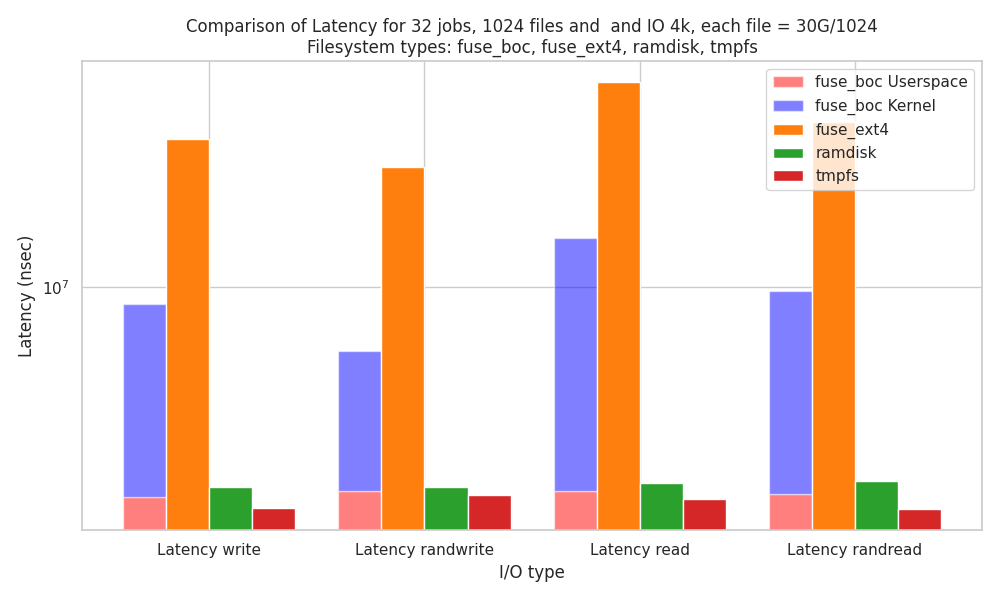 Comparison of Latency for 32 jobs, 1024 files and  and IO 4k, each file = 30G/1024
Filesystem types: fuse_boc, fuse_ext4, ramdisk, tmpfs
fuse_boc Userspace
fuse_boc Kernel
fuse_ext4
ramdisk
tmpfs
Latency (nsec)
10⁷
Latency write
Latency randwrite
Latency read
Latency randread
I/O type